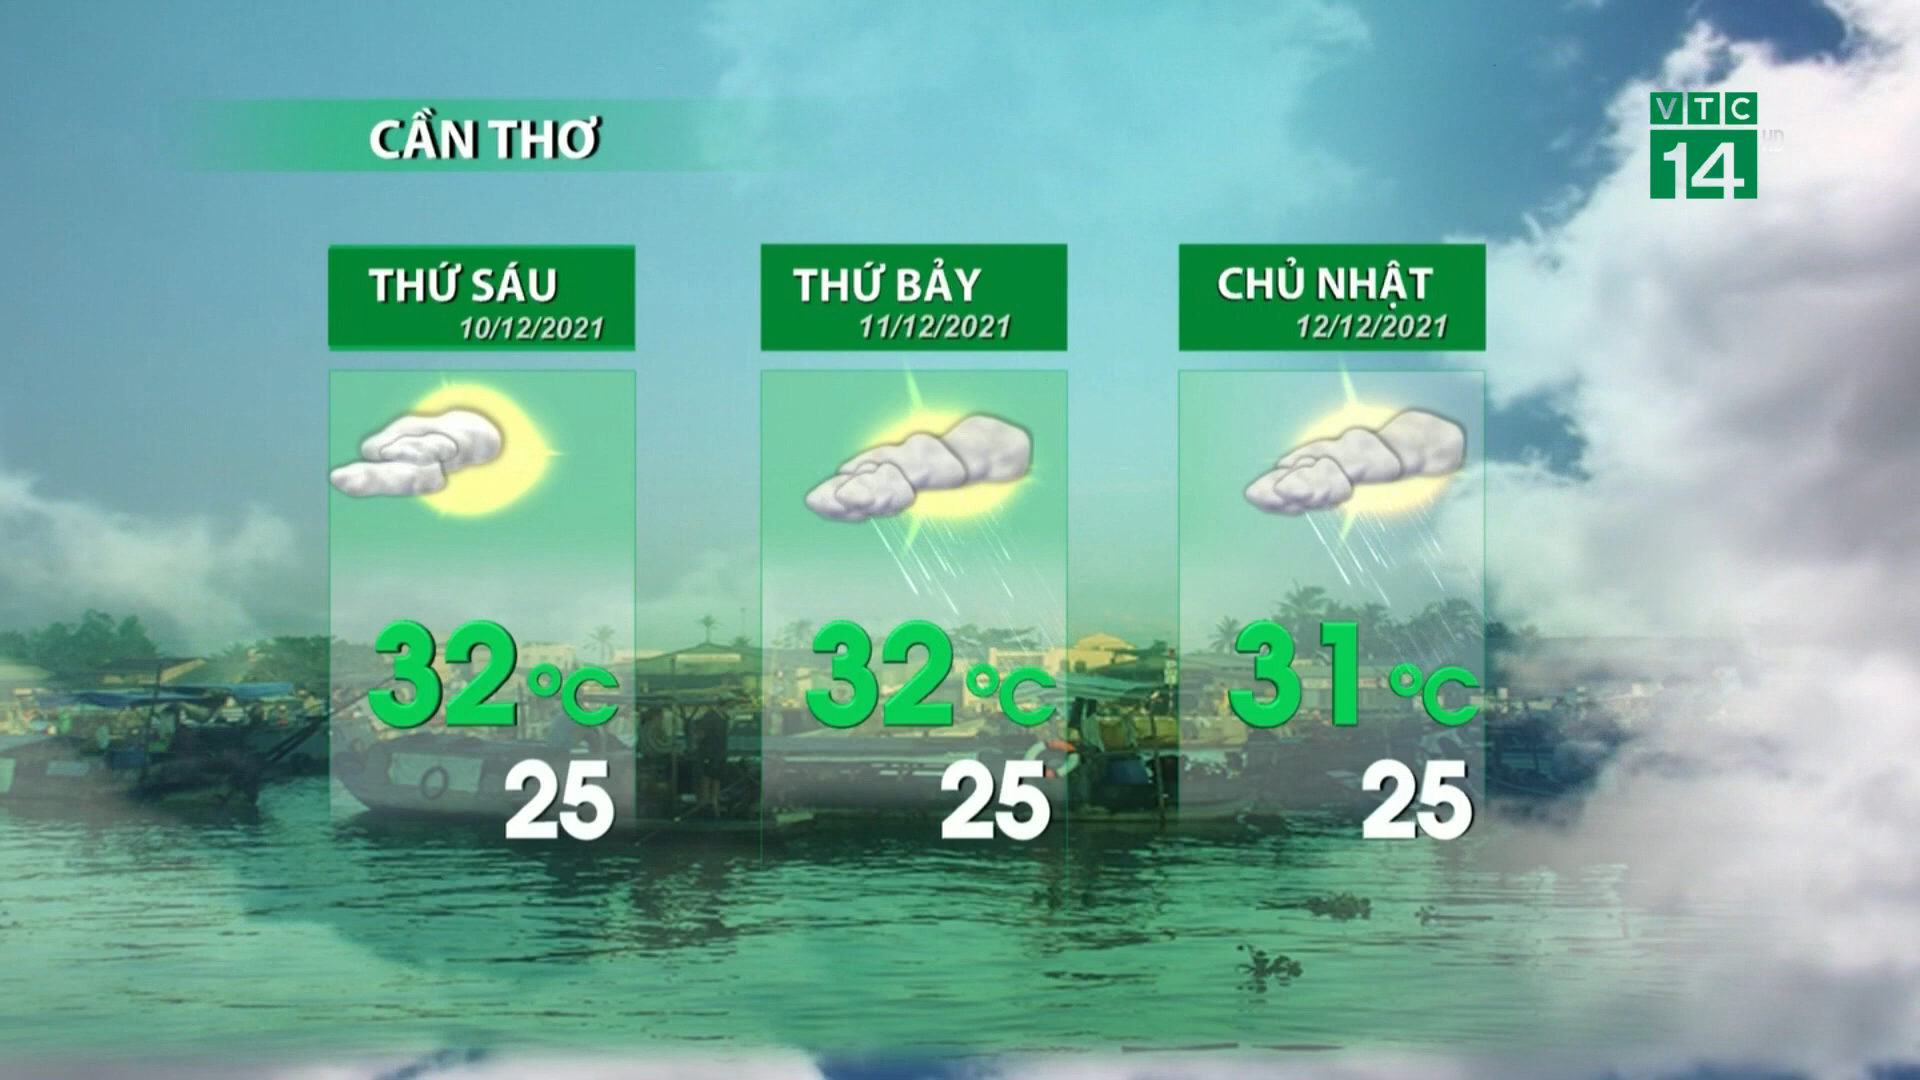 CẦN THƠ
VTC
14 HD
THỨ SÁU
10/12/2021
THỨ BẢY
11/12/2021
CHỦ NHẬT
12/12/2021
32°C
25
32°C
25
31°C
25